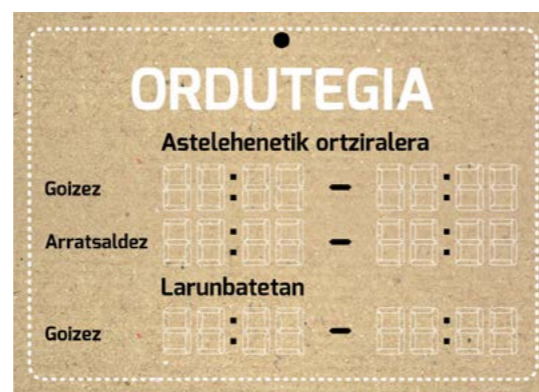 ORDUTEGIA
Astelehenetik ortziralera
Goizez : - :
Arratsaldez : - :
Larunbatetan
Goizez : - :